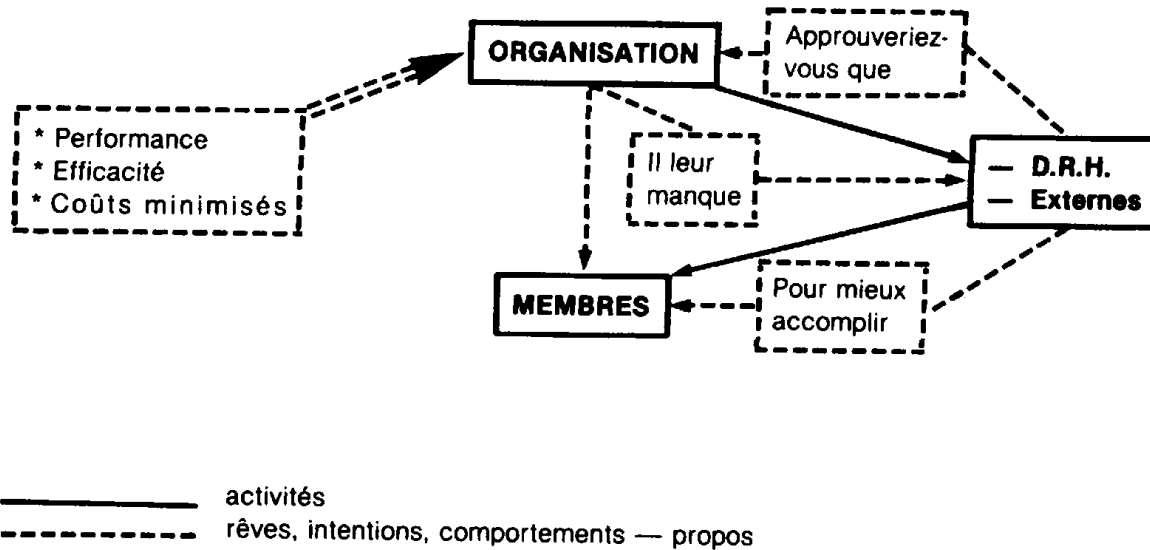 ORGANISATION
Approuveriez-
vous que
* Performance
* Efficacité
* Coûts minimisés
Il leur
manque
— D.R.H.
— Externes
MEMBRES
Pour mieux
accomplir
activités
rêves, intentions, comportements — propos